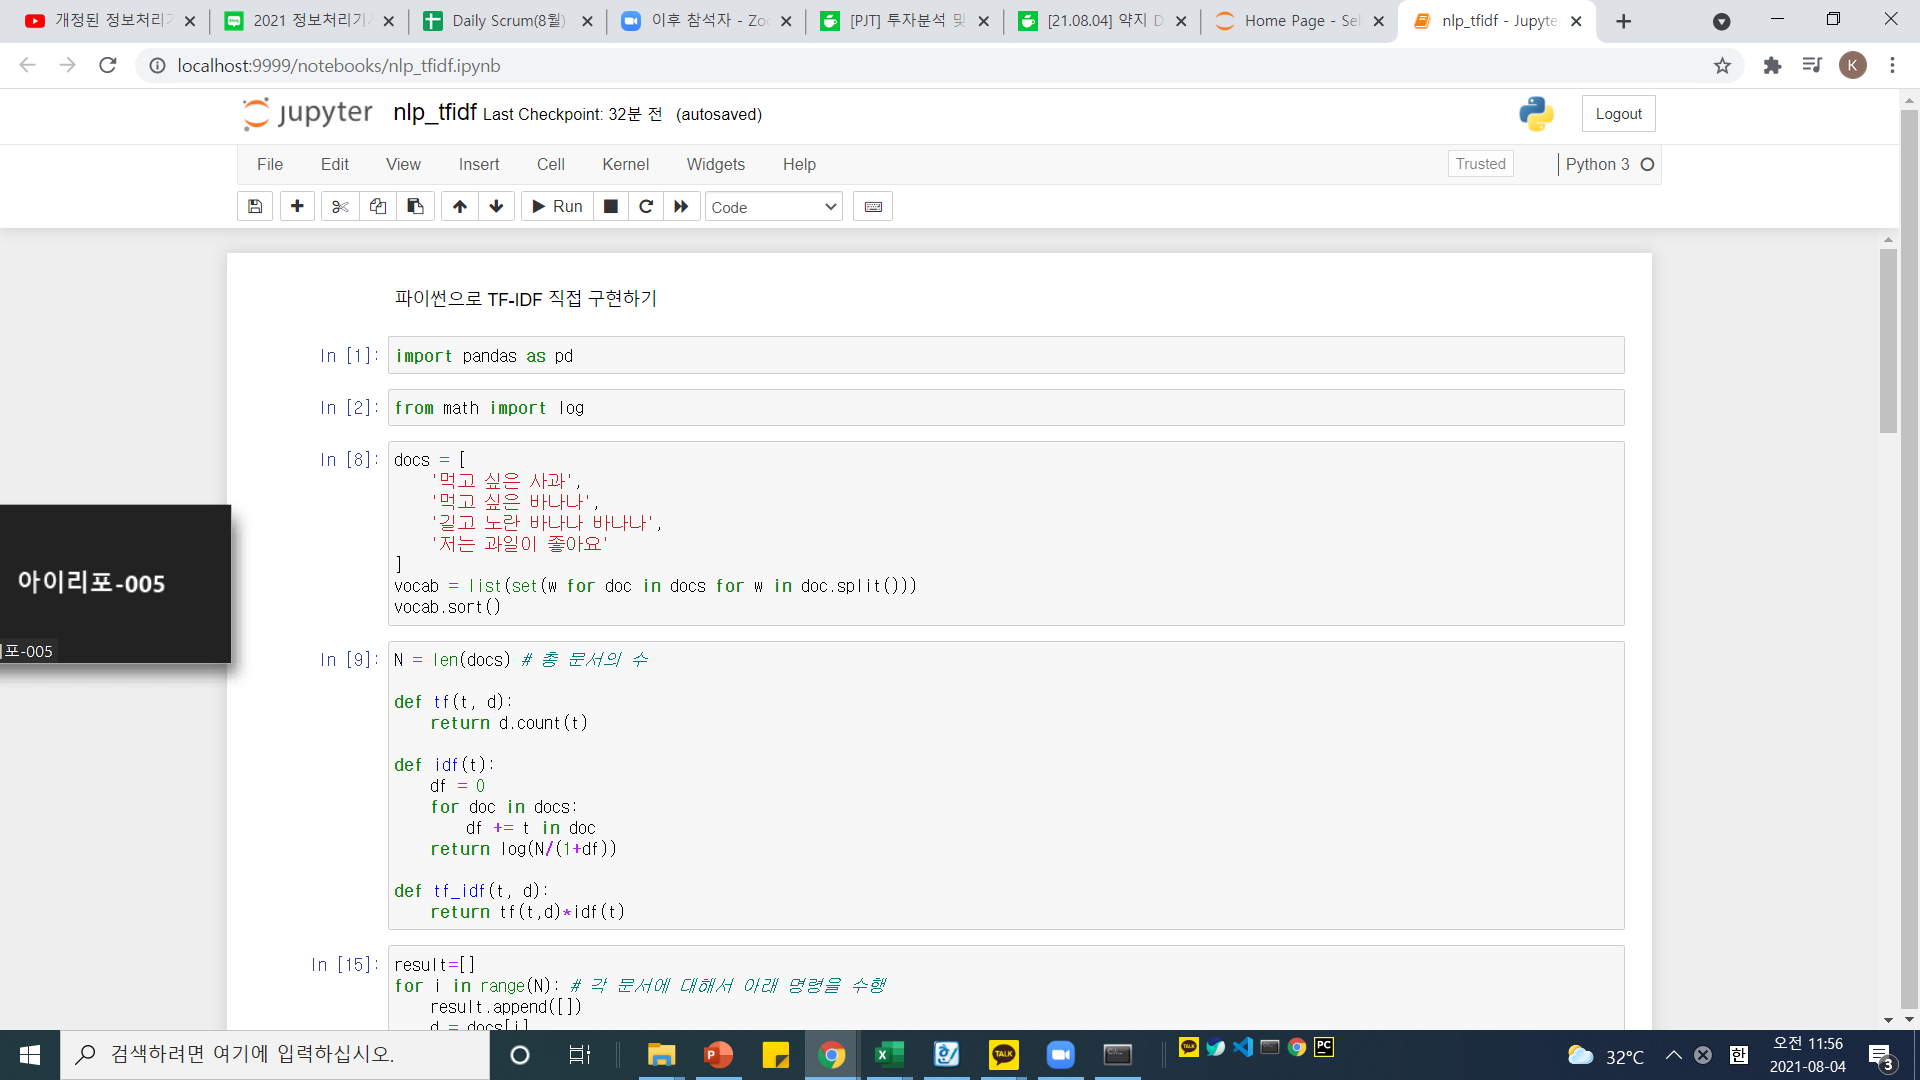 개정된 정보처리기
2021 정보처리기사
Daily Scrum(8월)
이후 참석자 - Zoo
[PJT] 투자분석 및
[21.08.04] 약지 D
Home Page - Sel
nlp_tfidf - Jupyte
localhost:9999/notebooks/nlp_tfidf.ipynb
K
jupyter nlp_tfidf Last Checkpoint: 32분 전 (autosaved)
Logout
File Edit View Insert Cell Kernel Widgets Help
Trusted
Python 3
Run
Code
파이썬으로 TF-IDF 직접 구현하기
In [1]: import pandas as pd
In [2]: from math import log
In [8]: docs = [
'먹고 싶은 사과',
'먹고 싶은 바나나',
'길고 노란 바나나 바나나',
'저는 과일이 좋아요'
]
vocab = list(set(w for doc in docs for w in doc.split()))
vocab.sort()
아이리포-005
포-005
In [9]: N = len(docs) # 총 문서의 수
def tf(t, d):
return d.count(t)
def idf(t):
df = 0
for doc in docs:
df += t in doc
return log(N/(1+df))
def tf_idf(t, d):
return tf(t,d)*idf(t)
In [15]: result=[]
for i in range(N): # 각 문서에 대해서 아래 명령을 수행
result.append([])
d = docs[i]
검색하려면 여기에 입력하십시오.
TALK
TALK
PC
32°C
한
오전 11:56
2021-08-04
3